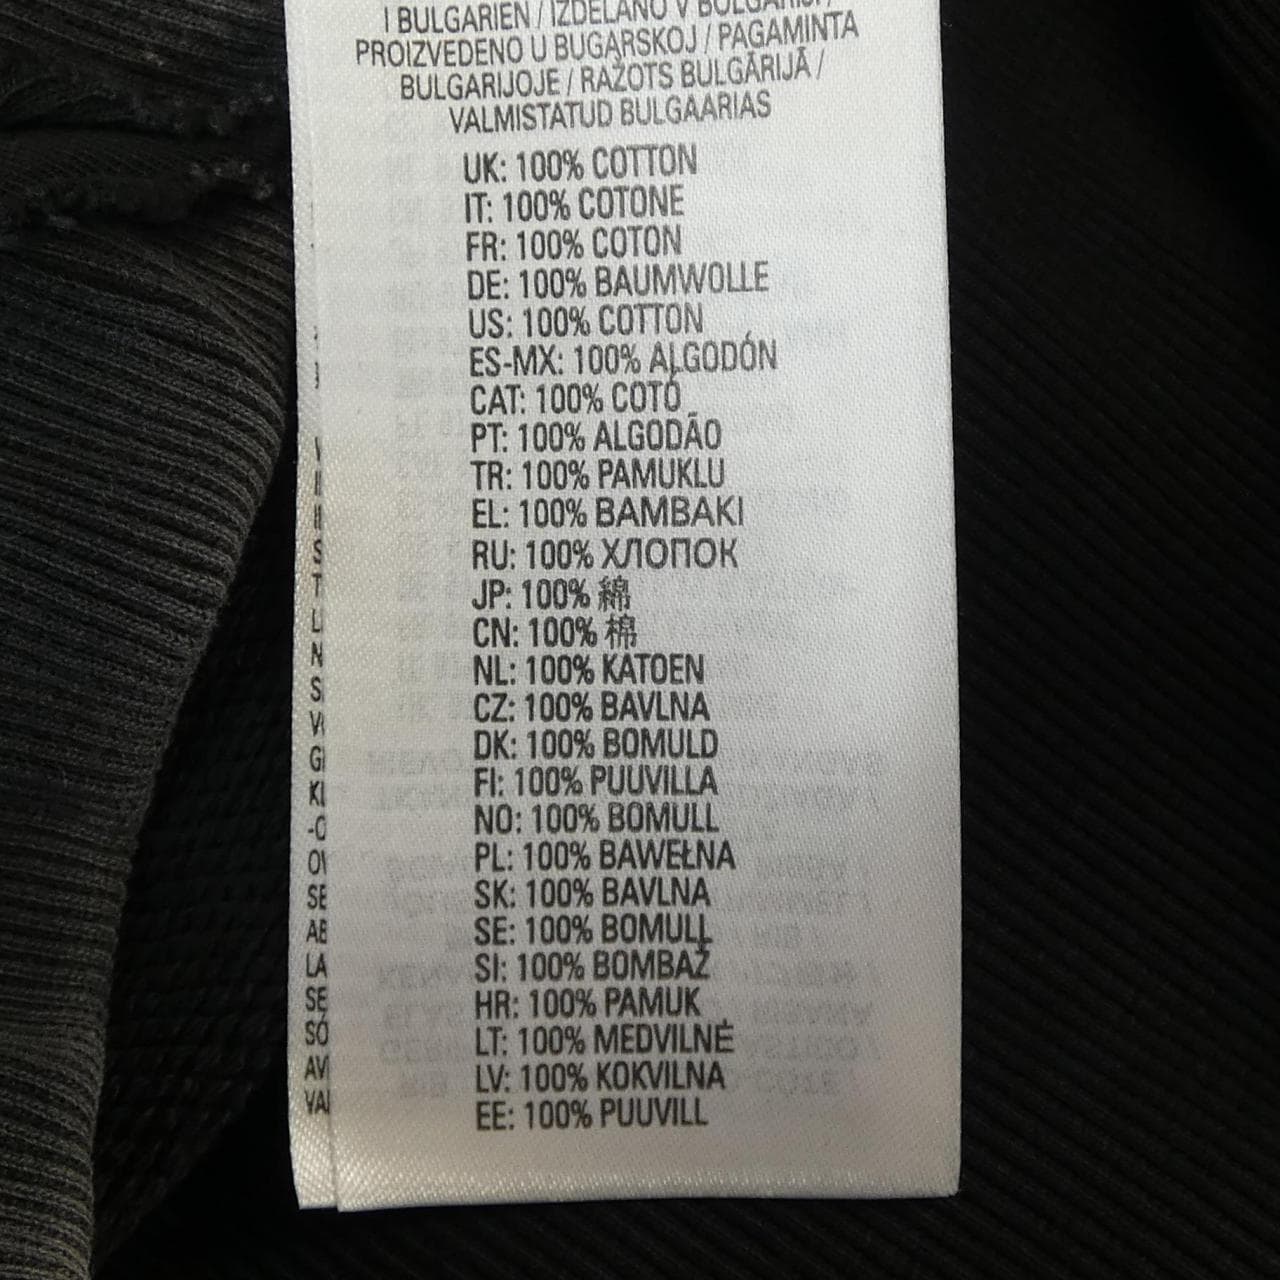 I BULGARIEN / IZDELANO V BOLGARIJI /
PROIZVEDENO U BUGARSKOJ / PAGAMINTA
BULGARIJOJE / RAŽOTS BULGĀRIJĀ /
VALMISTATUD BULGAARIAS
UK: 100% COTTON
IT: 100% COTONE
FR: 100% COTON
DE: 100% BAUMWOLLE
US: 100% COTTON
ES-MX: 100% ALGODÓN
CAT: 100% COTÓ
PT: 100% ALGODÃO
TR: 100% PAMUKLU
EL: 100% BAMBAKI
RU: 100% ХЛОПОК
JP: 100% 綿
CN: 100% 棉
NL: 100% KATOEN
CZ: 100% BAVLNA
DK: 100% BOMULD
FI: 100% PUUVILLA
NO: 100% BOMULL
PL: 100% BAWEŁNA
SK: 100% BAVLNA
SE: 100% BOMULL
SI: 100% BOMBAŽ
HR: 100% PAMUK
LT: 100% MEDVILNĖ
LV: 100% KOKVILNA
EE: 100% PUUVILL